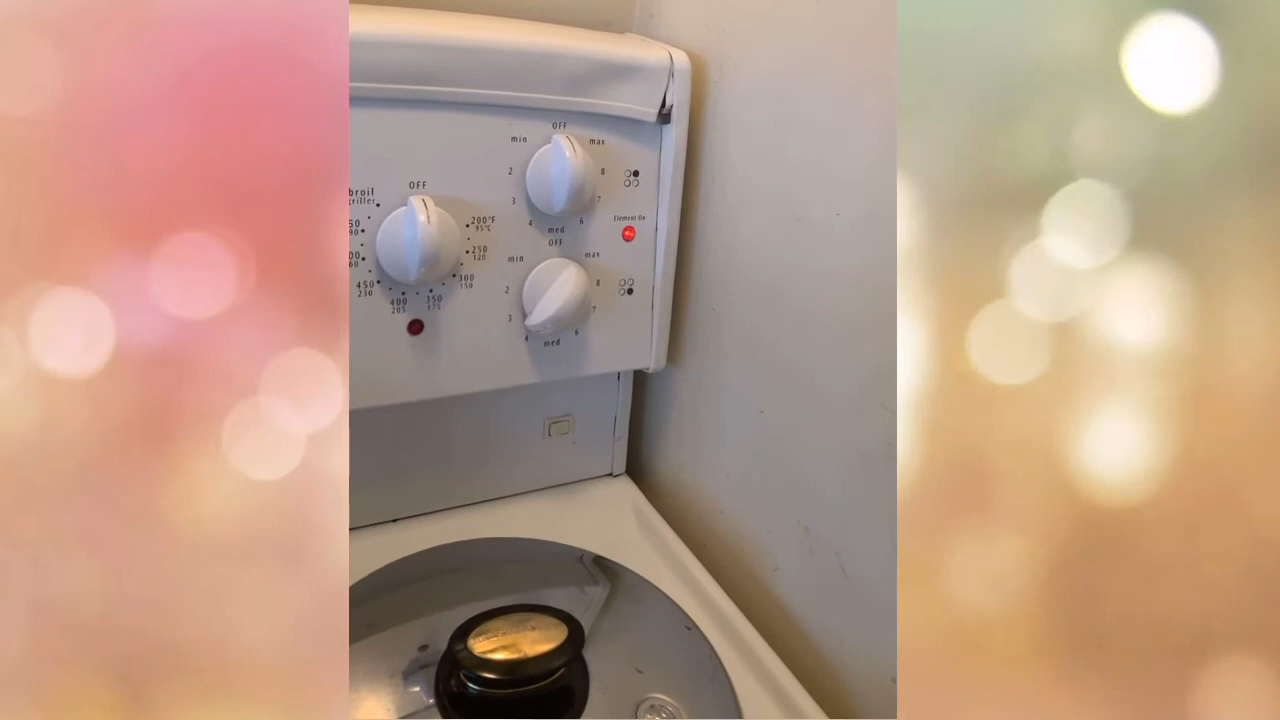 OFF
min
max
2
8
3
7
4
6
med
Element On
OFF
broil
griller
200°F
95°C
250
120
300
150
350
175
400
205
450
230
OFF
min
max
2
8
3
7
4
6
med